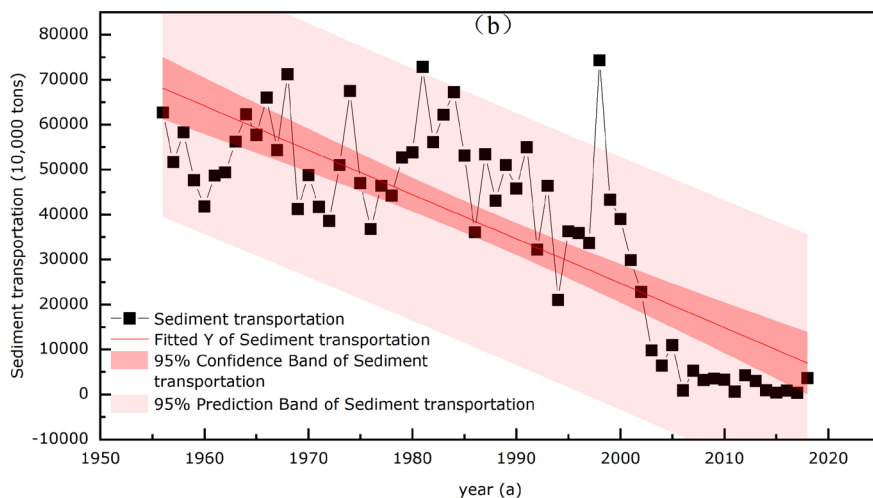 (b)
80000
70000
60000
50000
40000
30000
20000
10000
0
-10000
Sediment transportation (10,000 tons)
Sediment transportation
Fitted Y of Sediment transportation
95% Confidence Band of Sediment
transportation
95% Prediction Band of Sediment transportation
1950 1960 1970 1980 1990 2000 2010 2020
year (a)